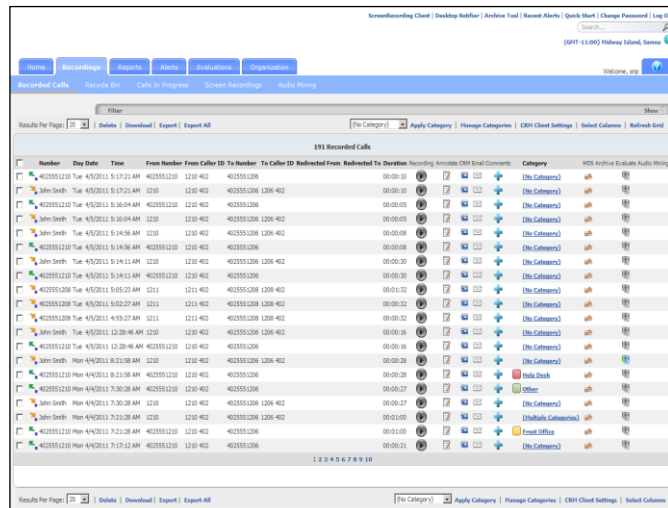 ScreenRecording Client | Desktop Notifier | Archive Tool | Recent Alerts | Quick Start | Change Password | Log O
Search...
(GMT-11:00) Midway Island, Samoa
Home Recordings Reports Alerts Evaluations Organization
Welcome, srp
Recorded Calls Recycle Bin Calls In Progress Screen Recordings Audio Mining
Filter Show
Results Per Page: 20 | Delete | Download | Export | Export All (No Category) Apply Category | Manage Categories | CRM Client Settings | Select Columns | Refresh Grid
191 Recorded Calls
Number Day Date Time From Number From Caller ID To Number To Caller ID Redirected From Redirected To Duration Recording Annotate CRM Email Comments Category MDS Archive Evaluate Audio Mining
4025551210 Tue 4/5/2011 5:17:21 AM 4025551210 1210 402 4025551206 00:00:10 (No Category)
John Smith Tue 4/5/2011 5:17:21 AM 1210 1210 402 4025551206 1206 402 00:00:10 (No Category)
4025551210 Tue 4/5/2011 5:16:04 AM 4025551210 1210 402 4025551206 00:00:05 (No Category)
John Smith Tue 4/5/2011 5:16:04 AM 1210 1210 402 4025551206 1206 402 00:00:05 (No Category)
John Smith Tue 4/5/2011 5:14:56 AM 1210 1210 402 4025551206 1206 402 00:00:08 (No Category)
4025551210 Tue 4/5/2011 5:14:56 AM 4025551210 1210 402 4025551206 00:00:08 (No Category)
John Smith Tue 4/5/2011 5:14:11 AM 1210 1210 402 4025551206 1206 402 00:00:30 (No Category)
4025551210 Tue 4/5/2011 5:14:11 AM 4025551210 1210 402 4025551206 00:00:30 (No Category)
4025551208 Tue 4/5/2011 5:05:23 AM 1211 1211 402 4025551208 1208 402 00:01:32 (No Category)
4025551208 Tue 4/5/2011 5:02:27 AM 1211 1211 402 4025551208 1208 402 00:00:32 (No Category)
4025551208 Tue 4/5/2011 4:55:27 AM 1211 1211 402 4025551208 1208 402 00:00:32 (No Category)
John Smith Tue 4/5/2011 12:28:46 AM 1210 1210 402 4025551206 1206 402 00:00:16 (No Category)
4025551210 Tue 4/5/2011 12:28:46 AM 4025551210 1210 402 4025551206 00:00:16 (No Category)
John Smith Mon 4/4/2011 8:21:58 AM 1210 1210 402 4025551206 1206 402 00:00:28 (No Category)
4025551210 Mon 4/4/2011 8:21:58 AM 4025551210 1210 402 4025551206 00:00:28 Help Desk
4025551210 Mon 4/4/2011 7:30:28 AM 4025551210 1210 402 4025551206 00:00:27 Other
John Smith Mon 4/4/2011 7:30:28 AM 1210 1210 402 4025551206 1206 402 00:00:27 (No Category)
John Smith Mon 4/4/2011 7:21:28 AM 1210 1210 402 4025551206 1206 402 00:01:00 (Multiple Categories)
4025551210 Mon 4/4/2011 7:21:28 AM 4025551210 1210 402 4025551206 00:01:00 Front Office
4025551210 Mon 4/4/2011 7:17:12 AM 4025551210 1210 402 4025551206 00:00:21 (No Category)
1 2 3 4 5 6 7 8 9 10
Results Per Page: 20 | Delete | Download | Export | Export All (No Category) Apply Category | Manage Categories | CRM Client Settings | Select Columns